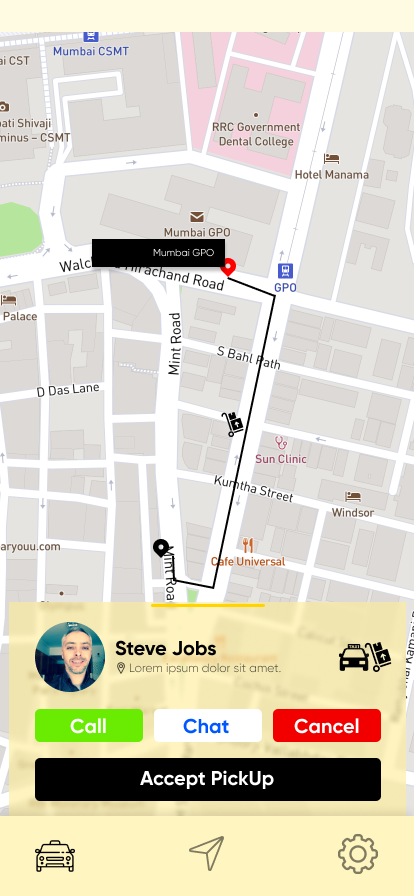 Mumbai CSMT
ai CST
ati Shivaji
minus – CSMT
RRC Government
Dental College
Hotel Manama
Mumbai GPO
Mumbai GPO
Walch
Hirachand Road
GPO
Palace
Mint Road
S Bahl Path
D Das Lane
Sun Clinic
Kumtha Street
Windsor
aryouu.com
Mint Road
Cafe Universal
Steve Jobs
Lorem ipsum dolor sit amet.
Call
Chat
Cancel
Accept PickUp